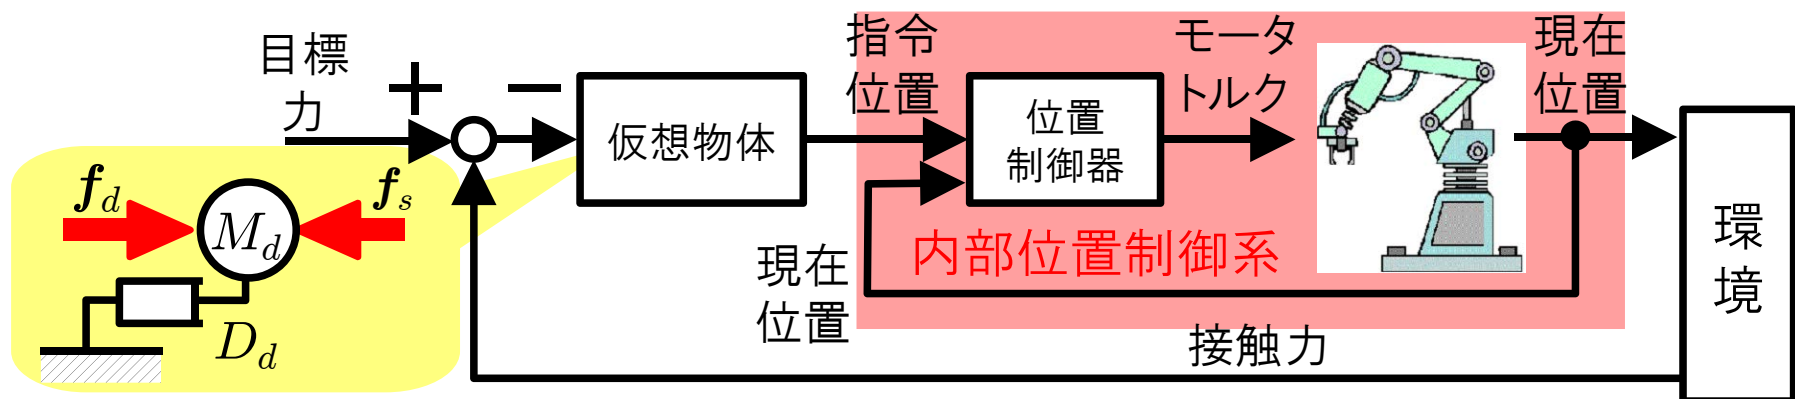 目標
力
+
−
仮想物体
指令
位置
位置
制御器
モータ
トルク
現在
位置
環
境
f_d
M_d
f_s
D_d
現在
位置
内部位置制御系
接触力